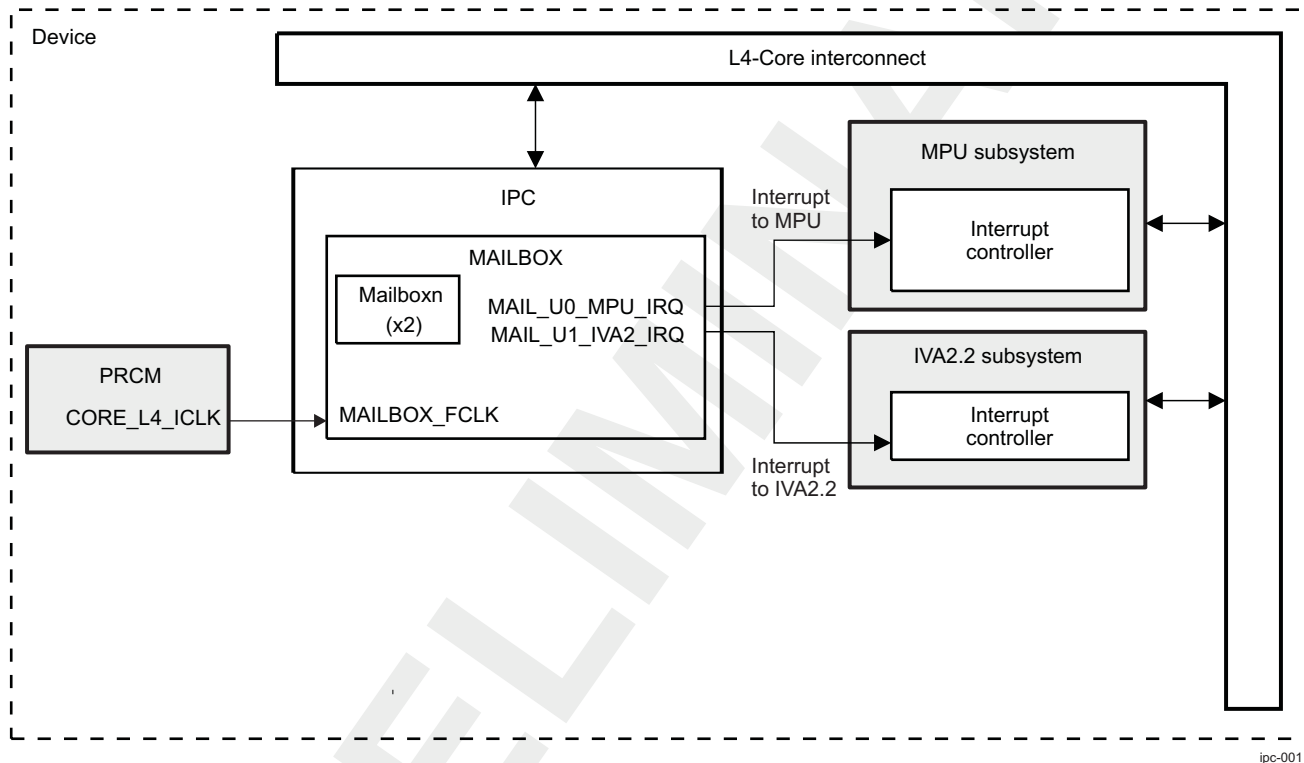 Device
L4-Core interconnect
MPU subsystem
IPC
Interrupt
to MPU
Interrupt
controller
MAILBOX
Mailboxn
(x2)
MAIL_U0_MPU_IRQ
MAIL_U1_IVA2_IRQ
IVA2.2 subsystem
PRCM
CORE_L4_ICLK
MAILBOX_FCLK
Interrupt
controller
Interrupt
to IVA2.2
ipc-001